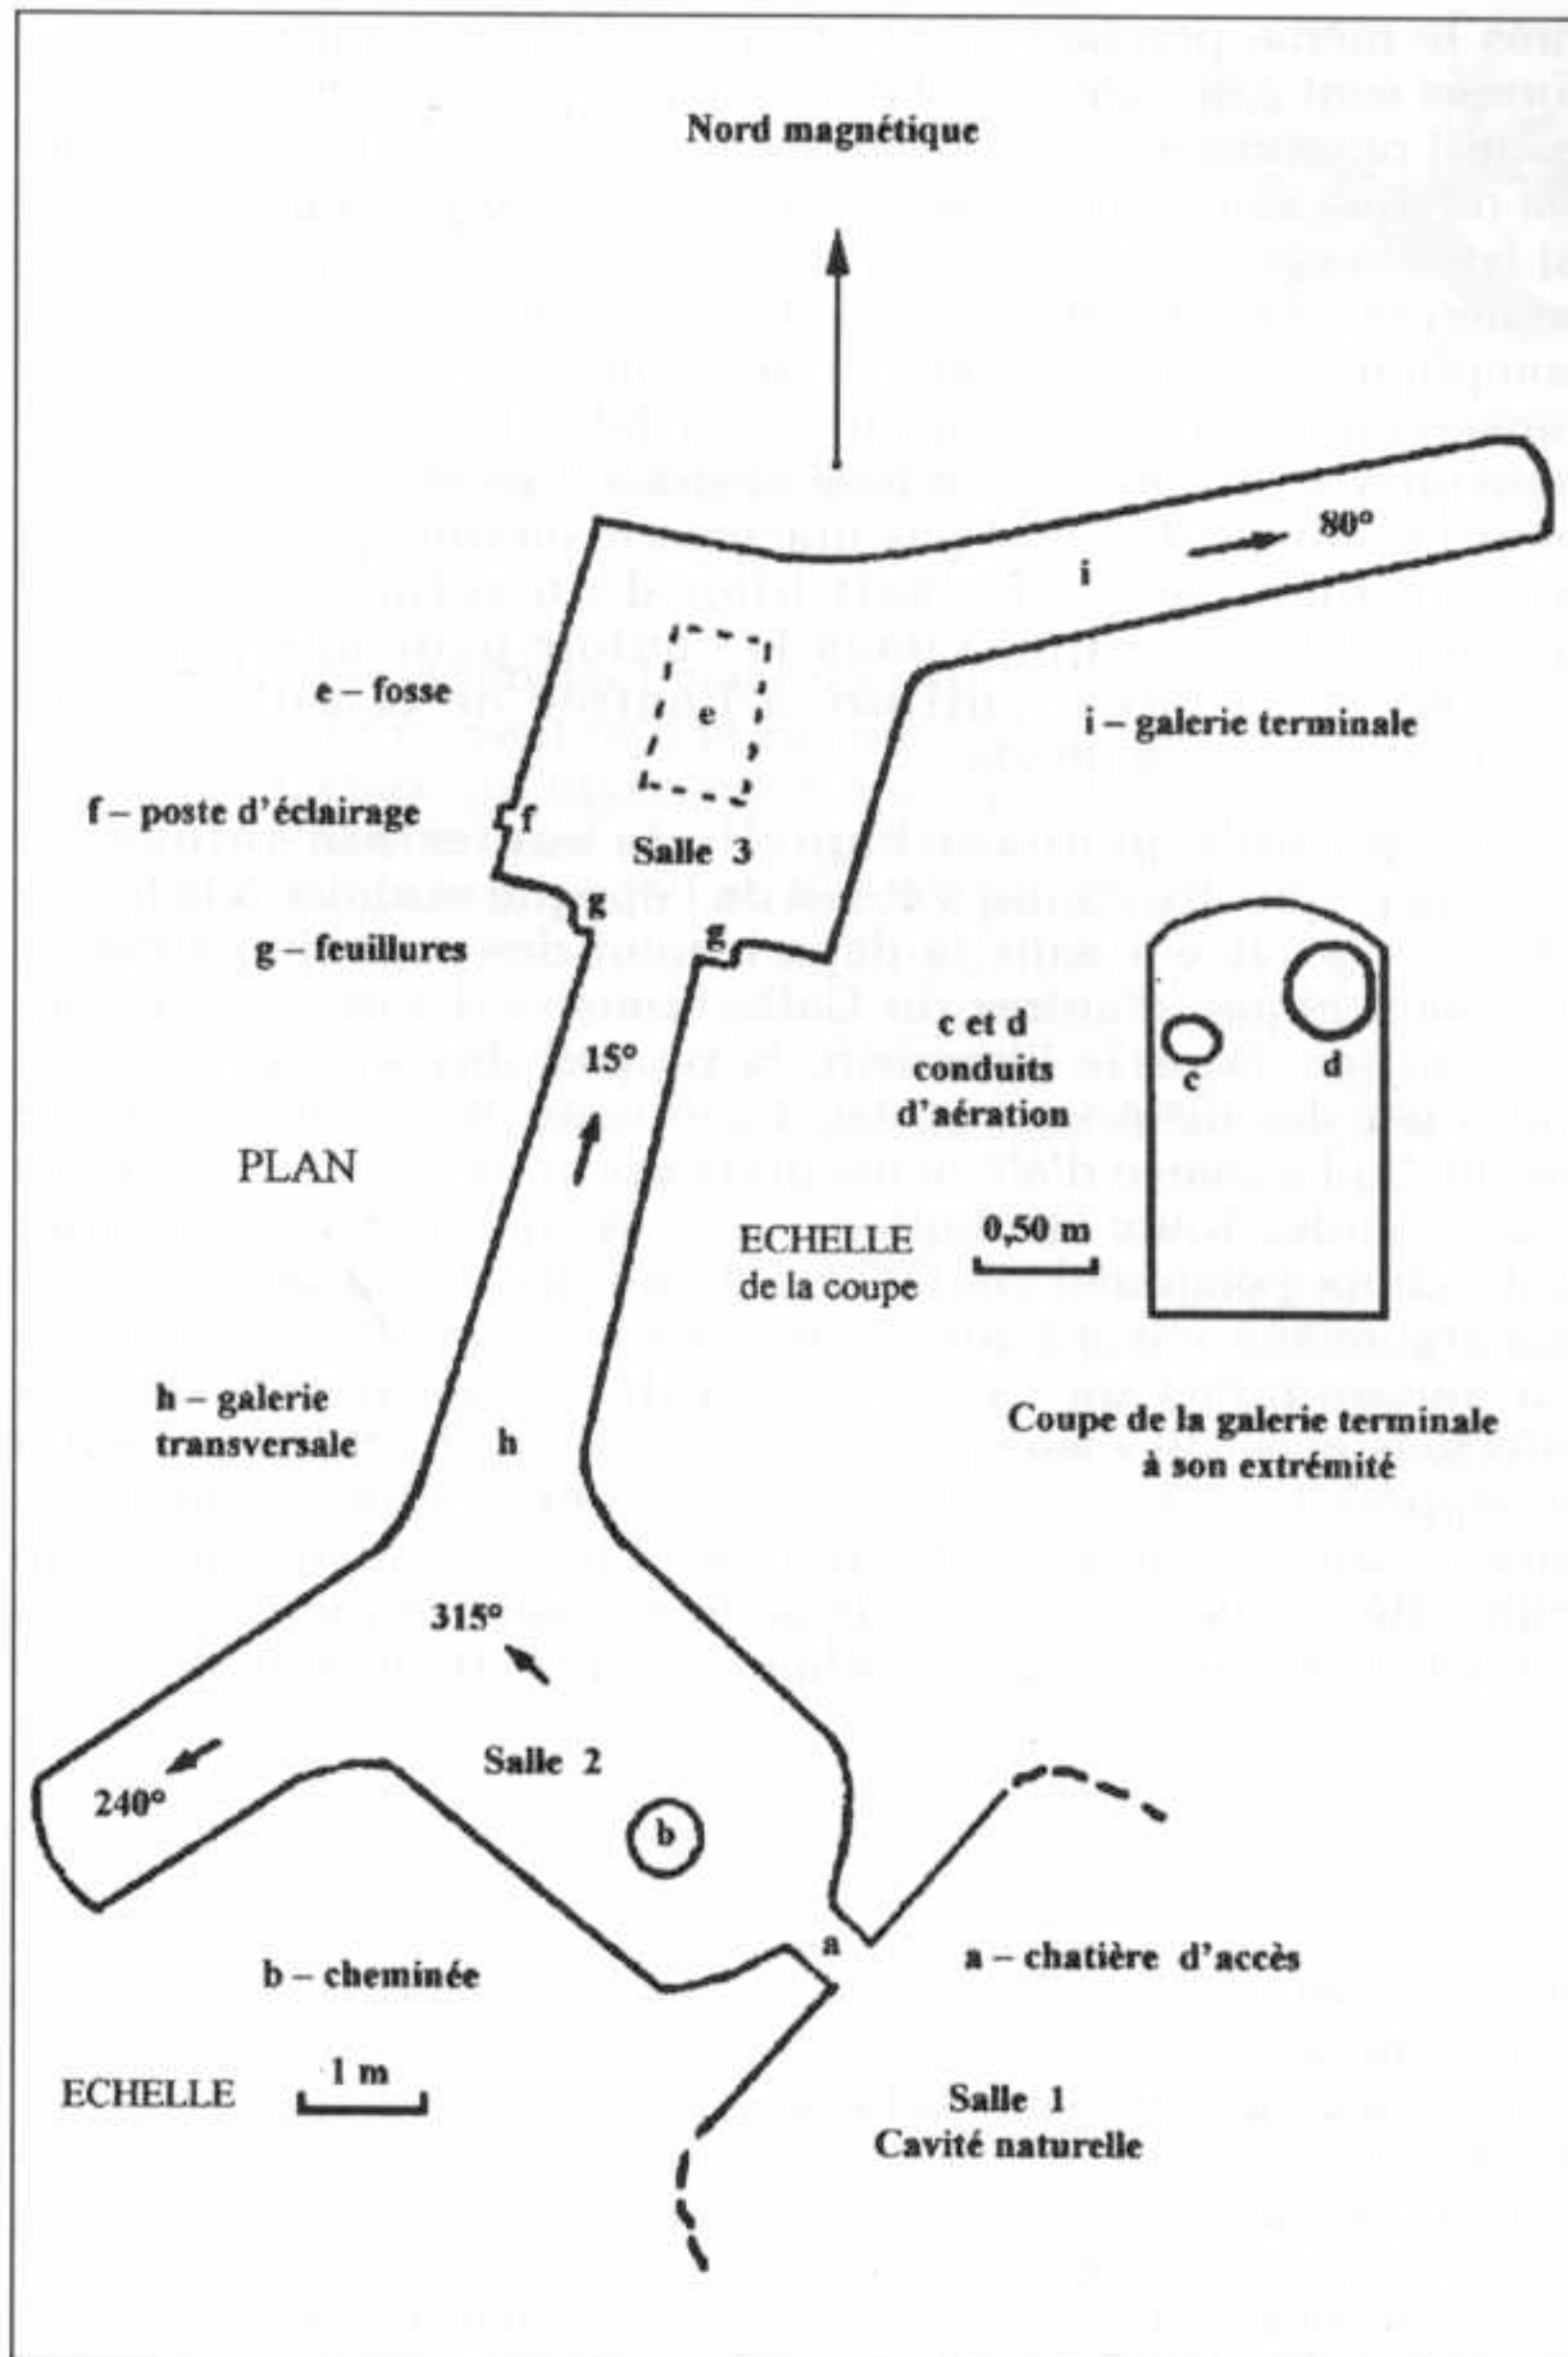 Nord magnétique
80°
i
e – fosse
e
i – galerie terminale
f – poste d'éclairage
f
Salle 3
g
g – feuillures
g
c et d
conduits
d'aération
c
d
15°
PLAN
ECHELLE
de la coupe
0,50 m
h – galerie
transversale
h
Coupe de la galerie terminale
à son extrémité
315°
Salle 2
240°
b
a
a – chatière d'accès
b – cheminée
ECHELLE
1 m
Salle 1
Cavité naturelle